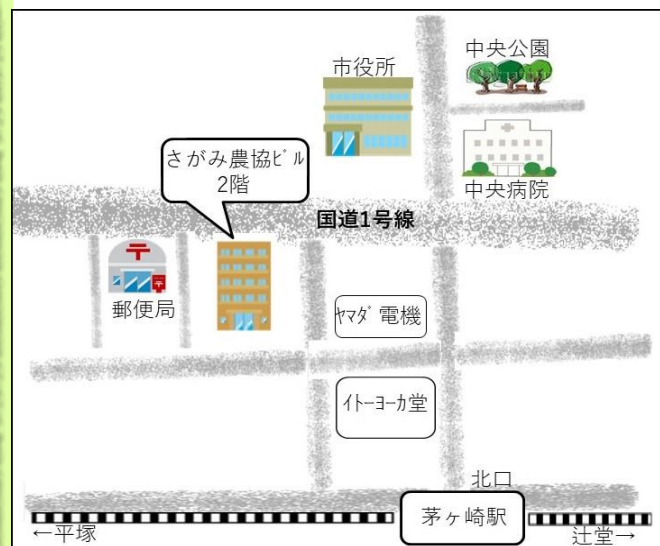 中央公園
市役所
さがみ農協ビル
2階
中央病院
国道1号線
〒
郵便局
〒
ヤマダ電機
イトーヨーカ堂
北口
茅ヶ崎駅
←平塚
辻堂→